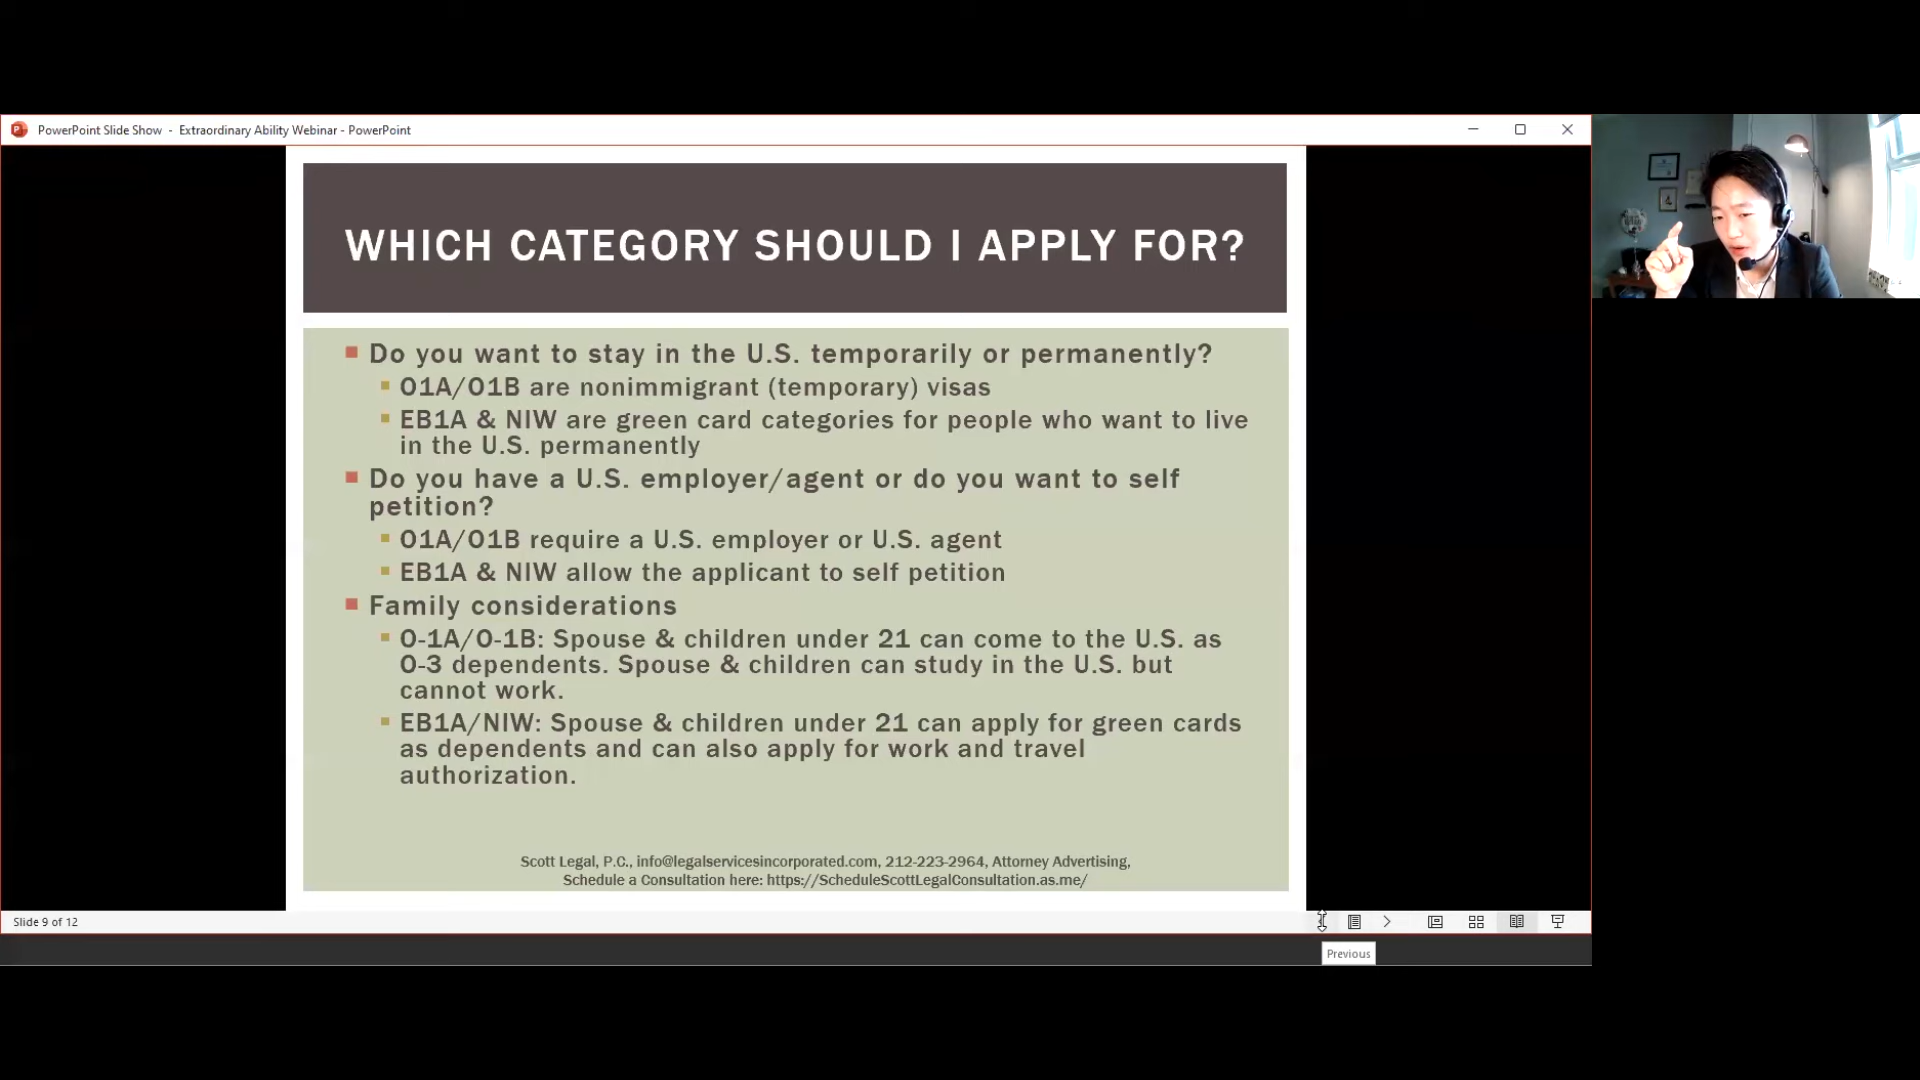 PowerPoint Slide Show - Extraordinary Ability Webinar - PowerPoint
WHICH CATEGORY SHOULD I APPLY FOR?
Do you want to stay in the U.S. temporarily or permanently?
O1A/O1B are nonimmigrant (temporary) visas
EB1A & NIW are green card categories for people who want to live
in the U.S. permanently
Do you have a U.S. employer/agent or do you want to self
petition?
O1A/O1B require a U.S. employer or U.S. agent
EB1A & NIW allow the applicant to self petition
Family considerations
O-1A/O-1B: Spouse & children under 21 can come to the U.S. as
O-3 dependents. Spouse & children can study in the U.S. but
cannot work.
EB1A/NIW: Spouse & children under 21 can apply for green cards
as dependents and can also apply for work and travel
authorization.
Scott Legal, P.C., info@legalservicesincorporated.com, 212-223-2964, Attorney Advertising,
Schedule a Consultation here: https://ScheduleScottLegalConsultation.as.me/
Slide 9 of 12
Previous